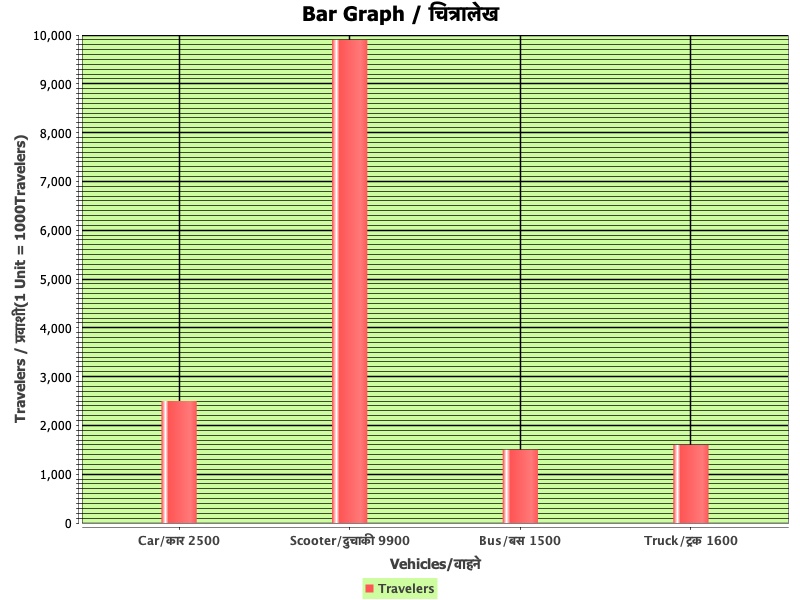 Bar Graph / चित्रालेख
Travelers / प्रवाशी(1 Unit = 1000Travelers)
10,000
9,000
8,000
7,000
6,000
5,000
4,000
3,000
2,000
1,000
0
Car/कार 2500 Scooter/दुचाकी 9900 Bus/बस 1500 Truck/ट्रक 1600
Vehicles/वाहने
Travelers